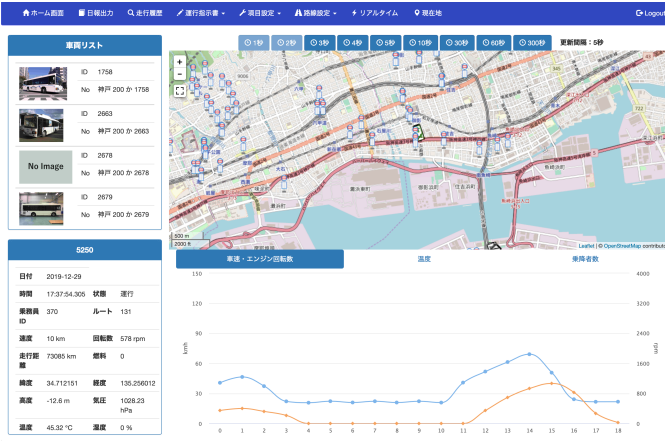 ホーム画面 日報出力 走行履歴 運行指示書 項目設定 路線設定 リアルタイム 現在地 Logout
車両リスト
ID 1758
No 神戸 200 か 1758
ID 2663
No 神戸 200 か 2663
No Image
ID 2678
No 神戸 200 か 2678
ID 2679
No 神戸 200 か 2679
5250
日付 2019-12-29
時間 17:37:54.305 状態 運行
乗務員ID 370 ルート 131
速度 10 km 回転数 578 rpm
走行距離 73085 km 燃料 0
緯度 34.712151 経度 135.256012
高度 -12.6 m 気圧 1028.23 hPa
温度 45.32 °C 湿度 0 %
1秒 2秒 3秒 4秒 5秒 10秒 30秒 60秒 300秒 更新間隔：5秒
+
−
住吉浜町
魚崎浜町
500 m
2000 ft
Leaflet | © OpenStreetMap contributo
車速・エンジン回転数 温度 乗降者数
150 4000
120 3200
90 2400
60 1600
30 800
0 0
kmh
rpm
0 1 2 3 4 5 6 7 8 9 10 11 12 13 14 15 16 17 18